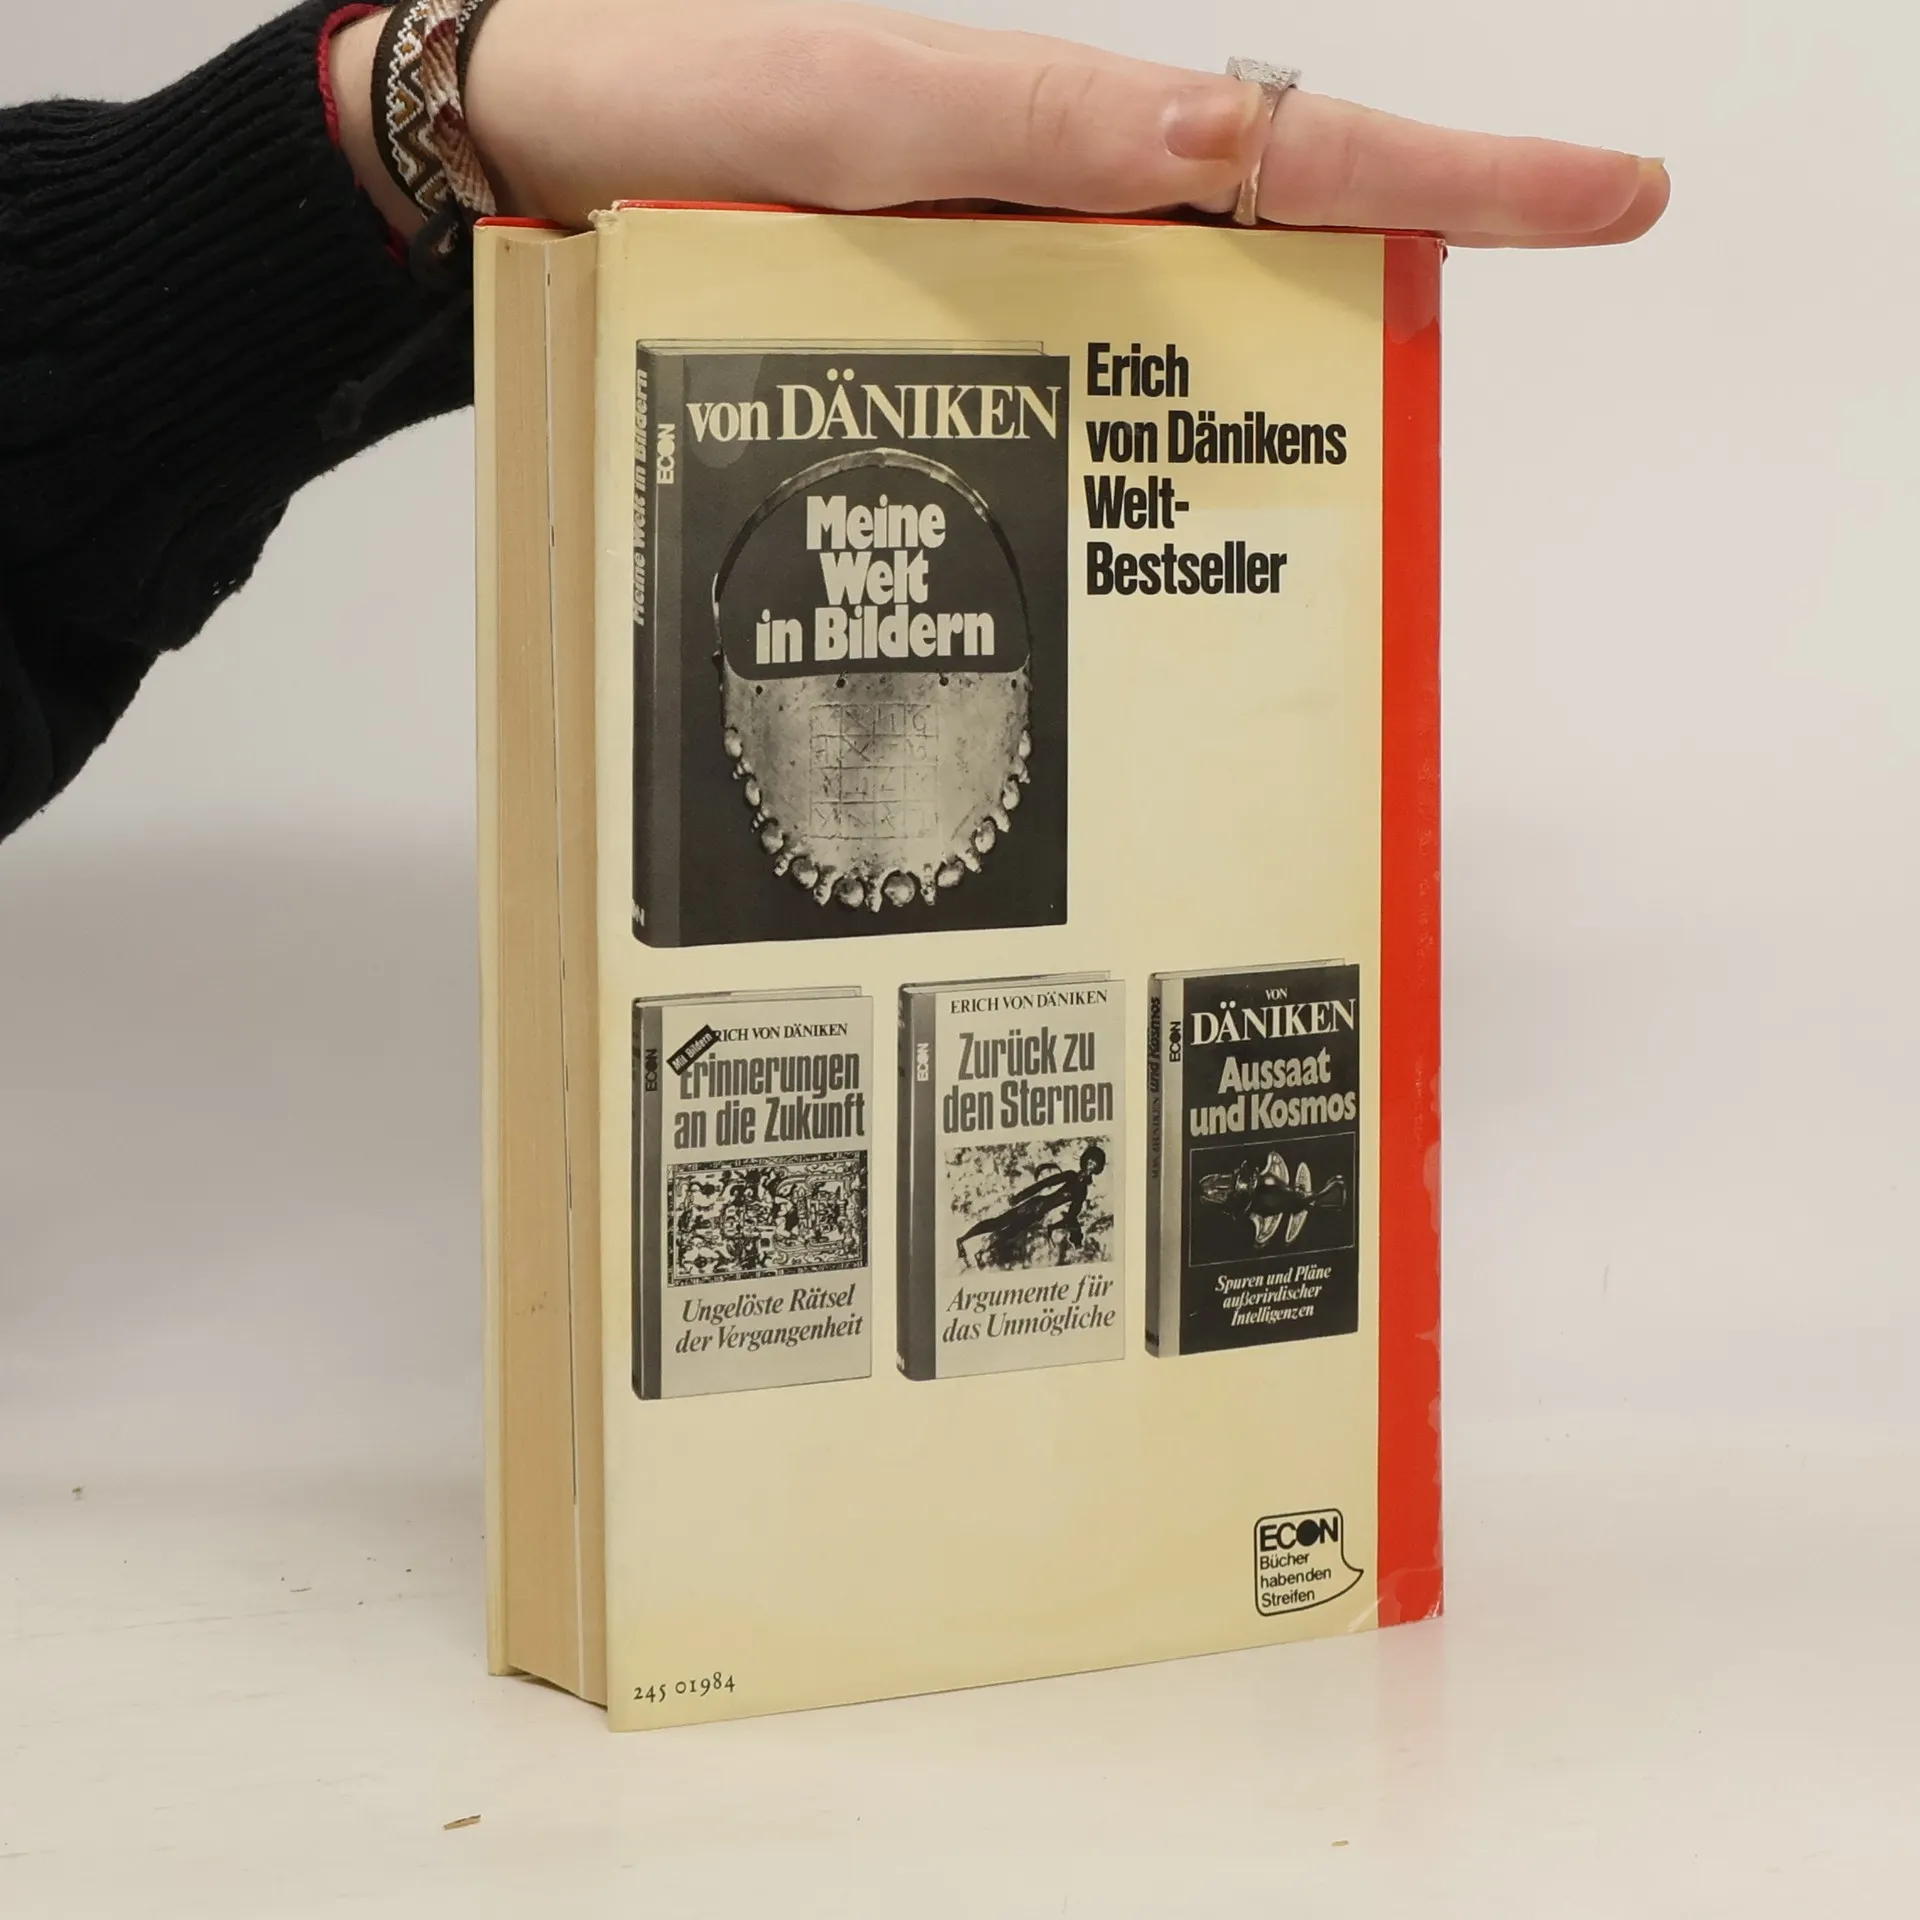 Erich
von Dänikens
Welt-
Bestseller
von DÄNIKEN
Meine
Welt
in Bildern
Meine Welt in Bildern
ECON
ERICH VON DÄNIKEN
Mit Bildern
Erinnerungen
an die Zukunft
Ungelöste Rätsel
der Vergangenheit
ECON
ERICH VON DÄNIKEN
Zurück zu
den Sternen
Argumente für
das Unmögliche
ECON
VON
DÄNIKEN
Aussaat
und Kosmos
Spuren und Pläne
außerirdischer
Intelligenzen
ECON
und Kosmos
ECON
Bücher
haben den
Streifen
245 01984